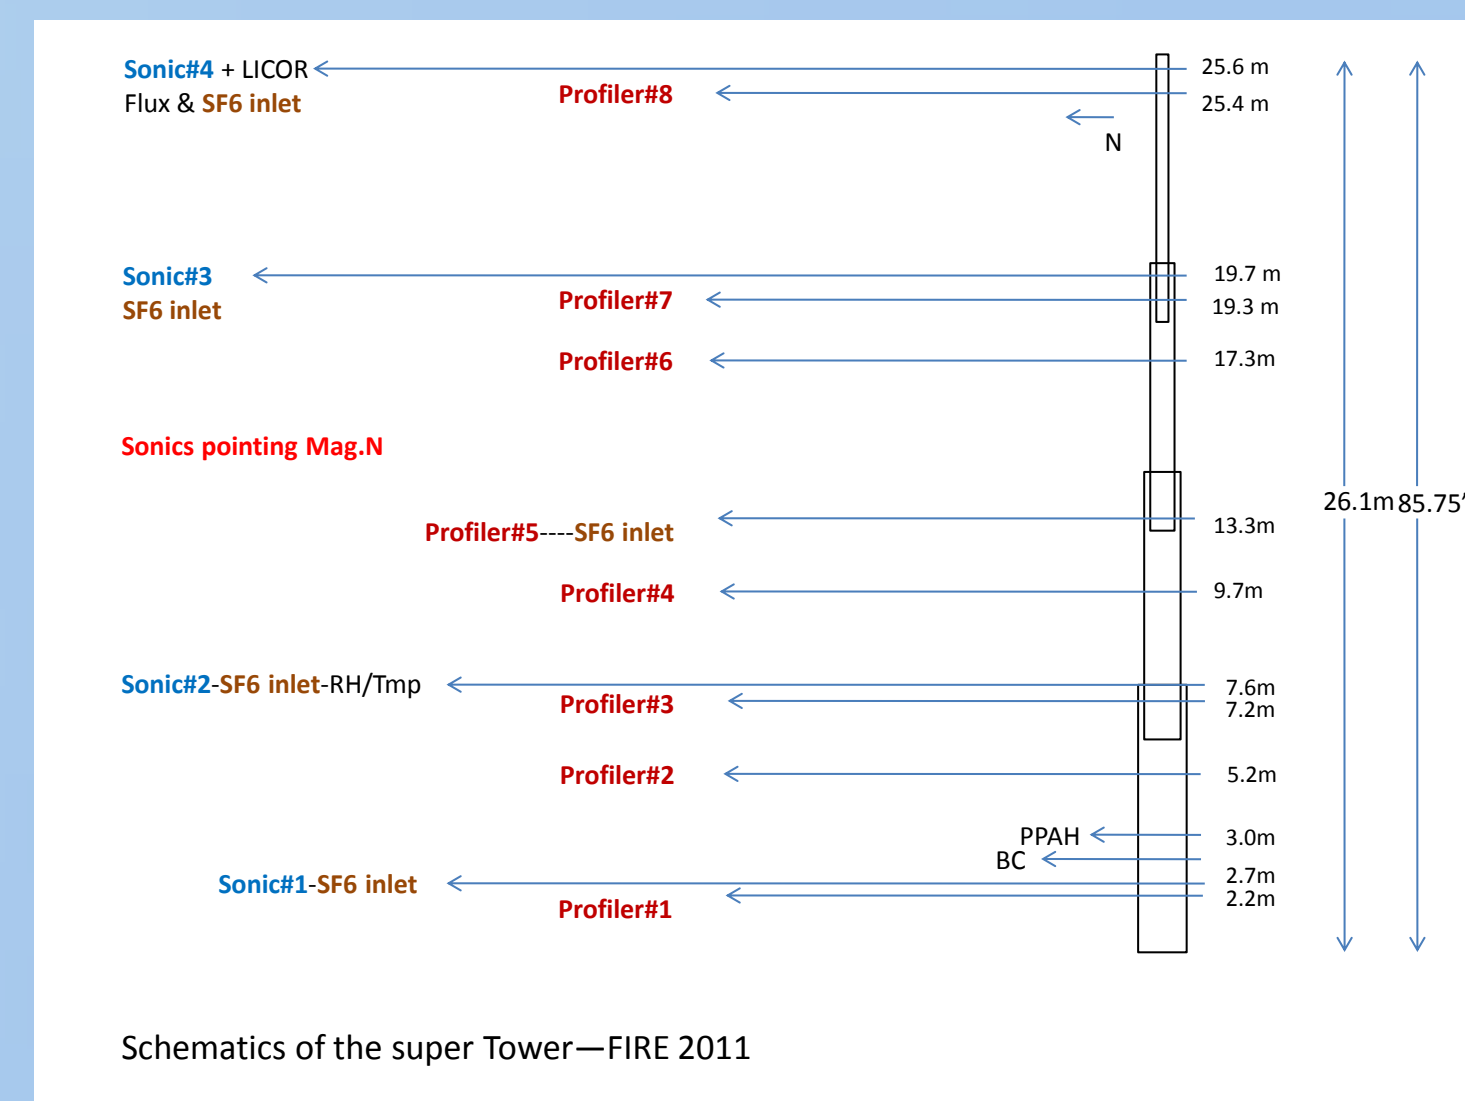 Sonic#4 + LICOR
Flux & SF6 inlet
Profiler#8
25.6 m
25.4 m
N
Sonic#3
SF6 inlet
Profiler#7
19.7 m
19.3 m
Profiler#6
17.3m
Sonics pointing Mag.N
26.1m
85.75'
Profiler#5----SF6 inlet
13.3m
Profiler#4
9.7m
Sonic#2-SF6 inlet-RH/Tmp
7.6m
Profiler#3
7.2m
Profiler#2
5.2m
PPAH
3.0m
BC
Sonic#1-SF6 inlet
2.7m
Profiler#1
2.2m
Schematics of the super Tower—FIRE 2011